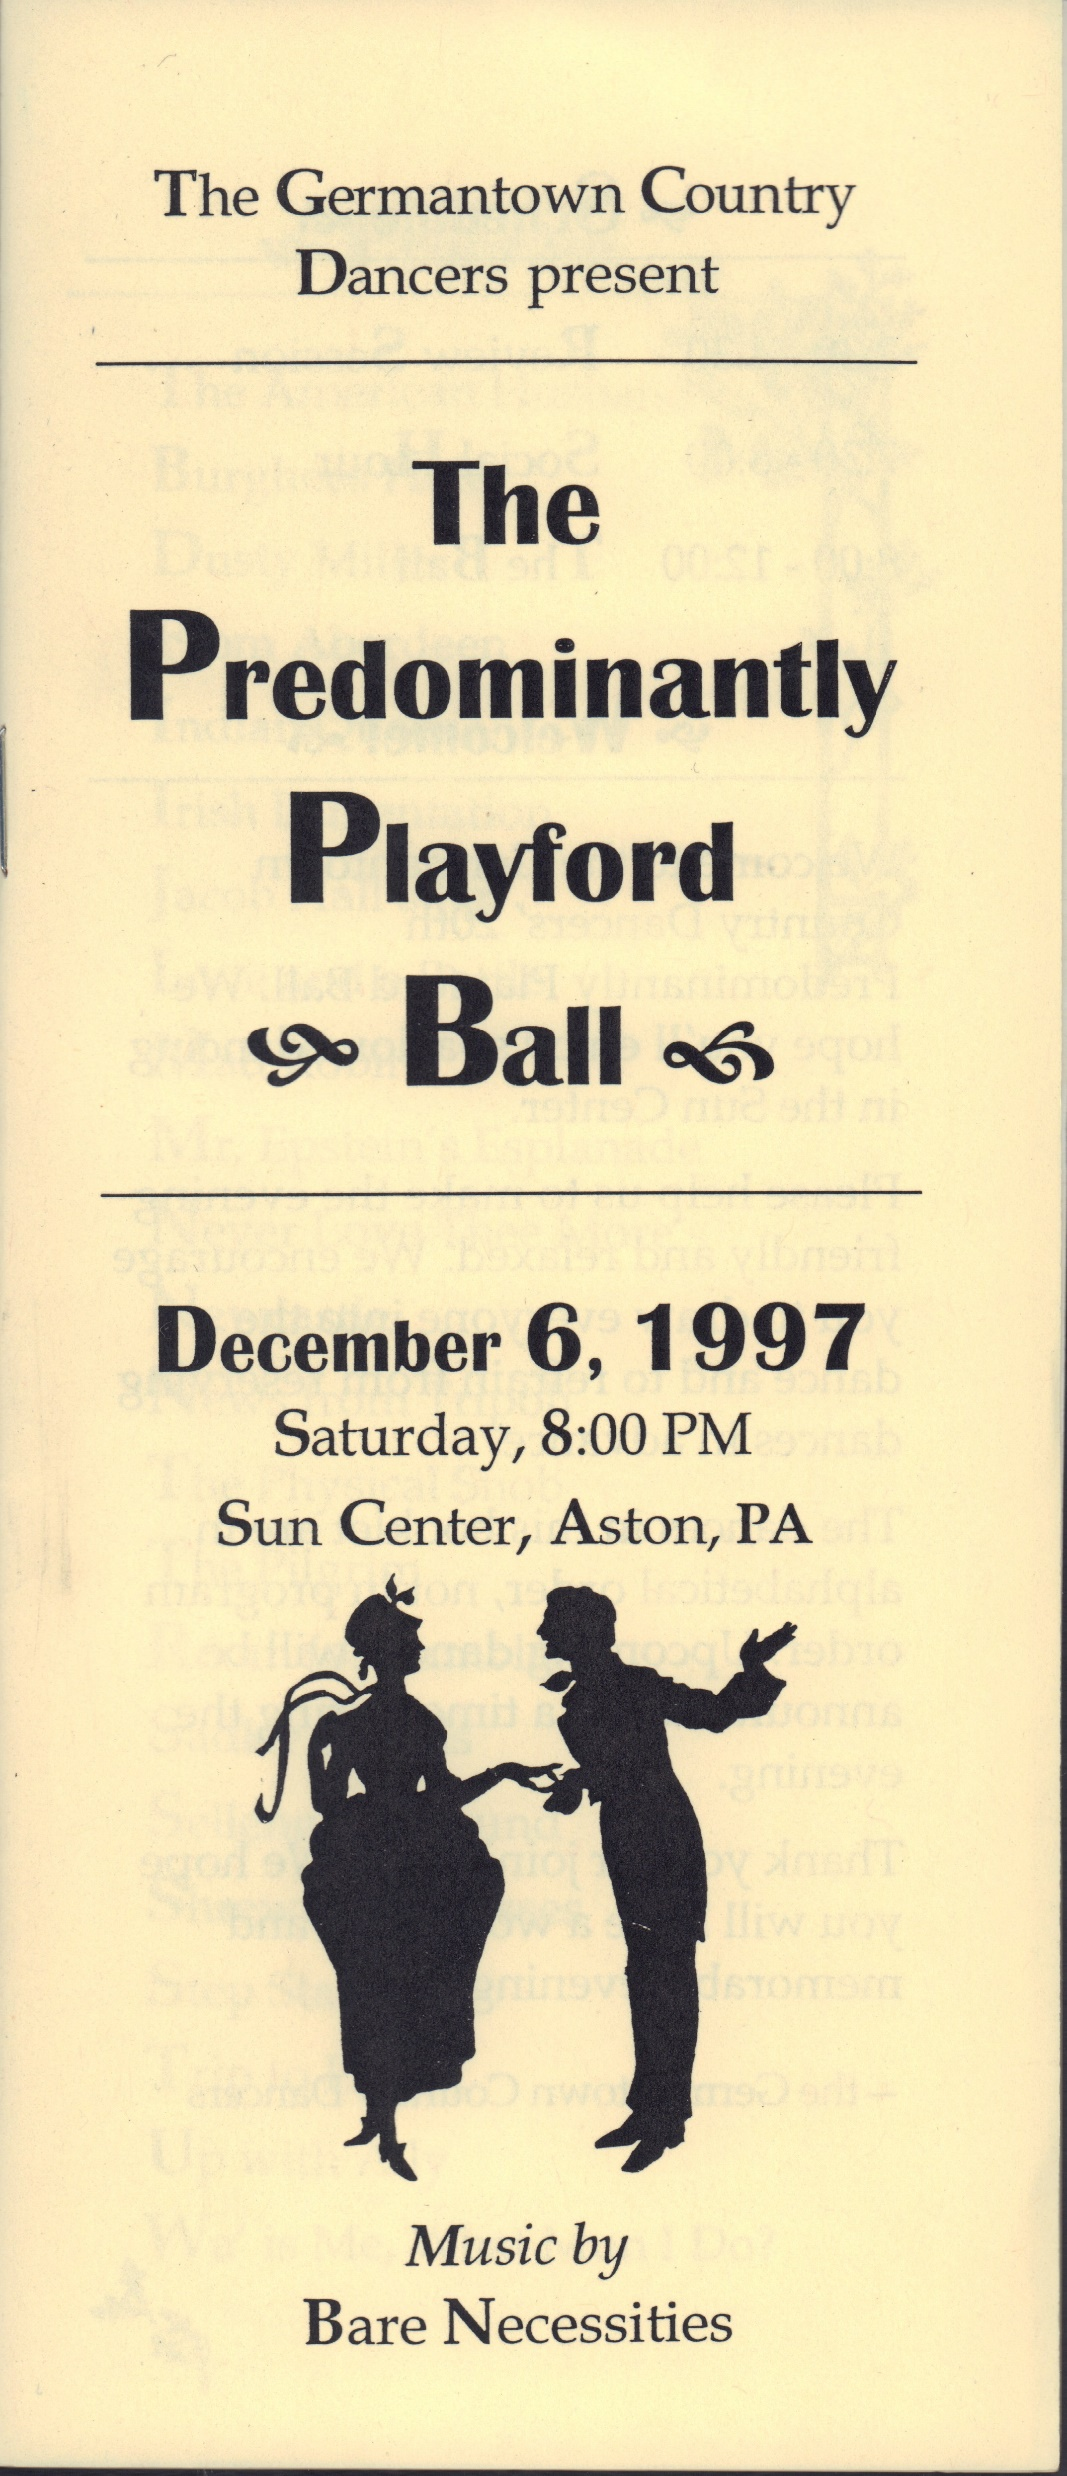 The Germantown Country
Dancers present
The
Predominantly
Playford
Ball
December 6, 1997
Saturday, 8:00 PM
Sun Center, Aston, PA
Music by
Bare Necessities